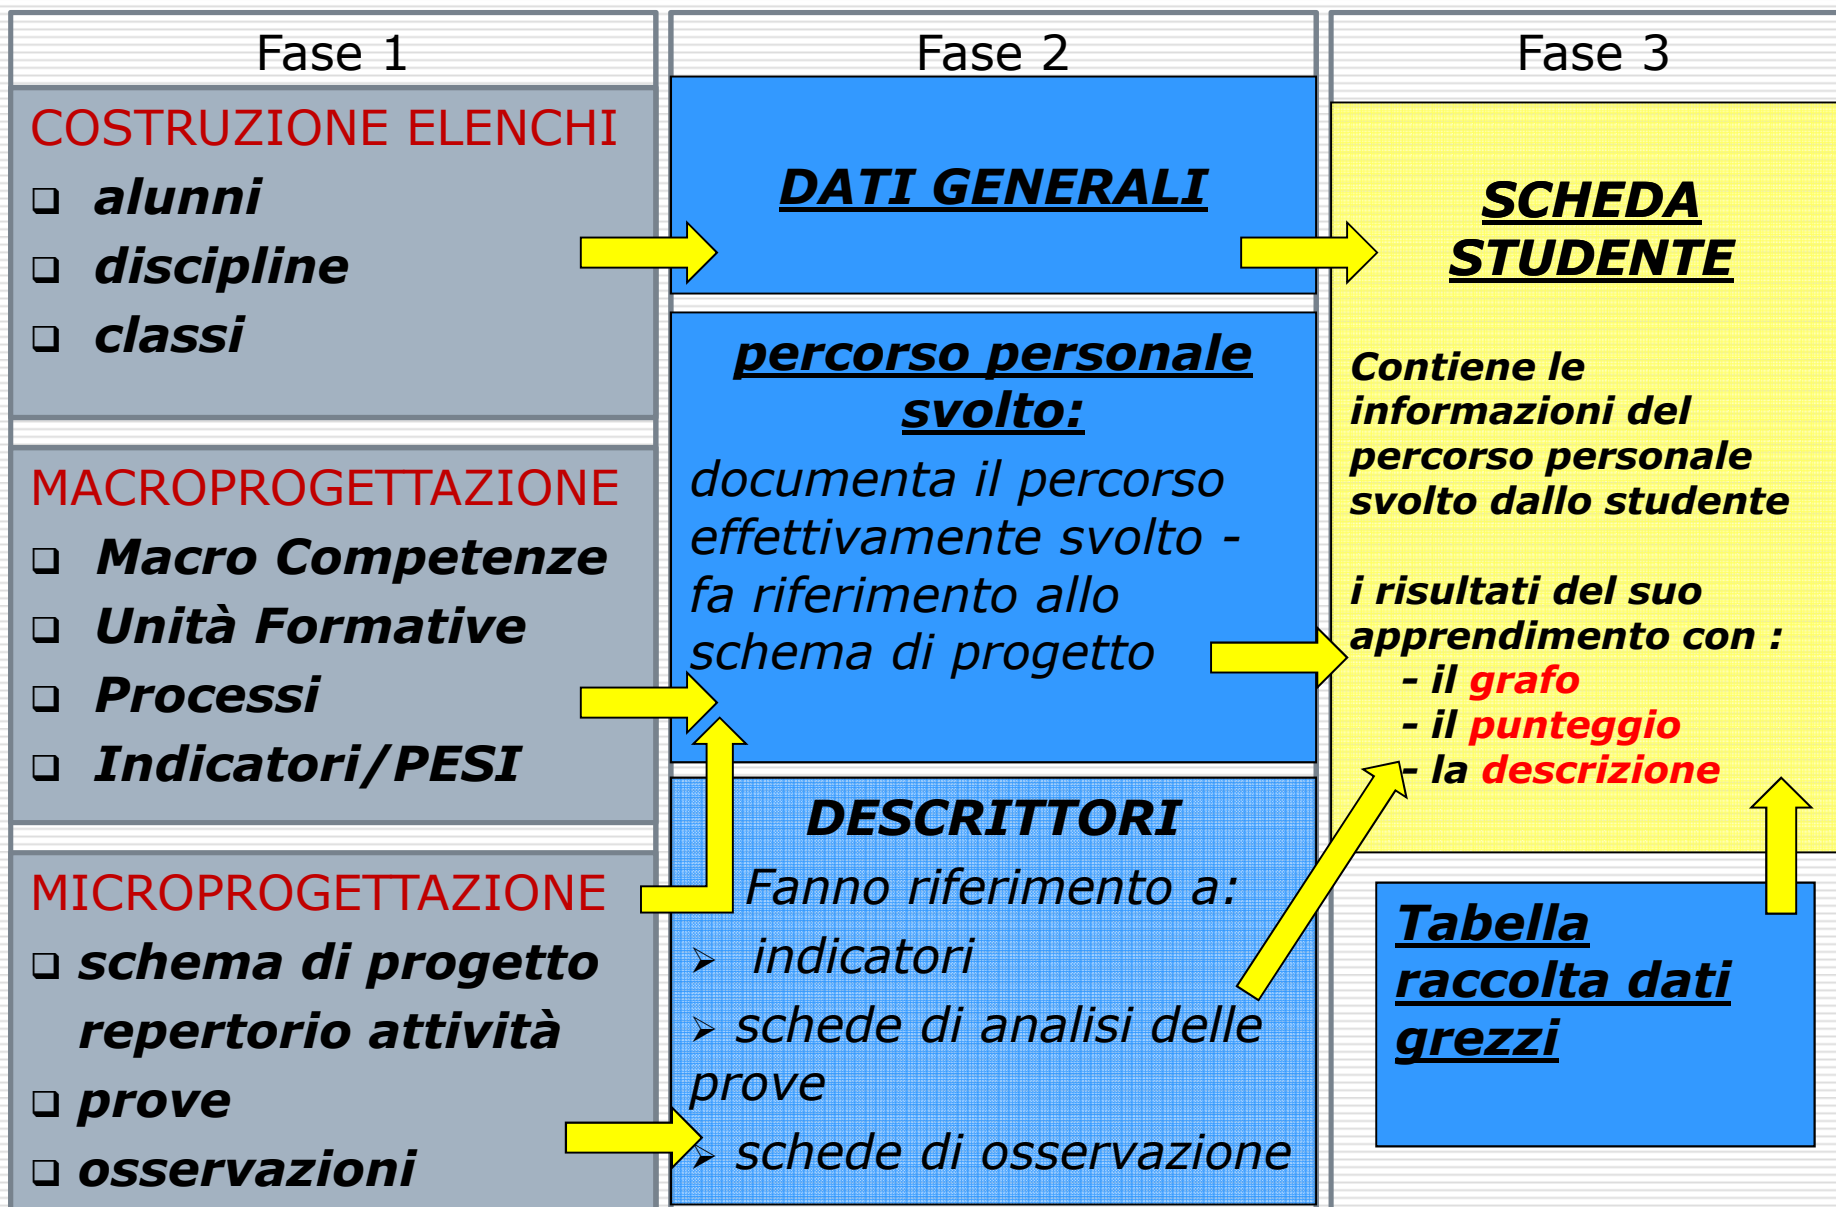 Fase 1
COSTRUZIONE ELENCHI
alunni
discipline
classi
MACROPROGETTAZIONE
Macro Competenze
Unità Formative
Processi
Indicatori/PESI
MICROPROGETTAZIONE
schema di progetto
repertorio attività
prove
osservazioni
Fase 2
DATI GENERALI
percorso personale
svolto:
documenta il percorso
effettivamente svolto -
fa riferimento allo
schema di progetto
DESCRITTORI
Fanno riferimento a:
indicatori
schede di analisi delle
prove
schede di osservazione
Fase 3
SCHEDA
STUDENTE
Contiene le
informazioni del
percorso personale
svolto dallo studente
i risultati del suo
apprendimento con :
- il grafo
- il punteggio
- la descrizione
Tabella
raccolta dati
grezzi